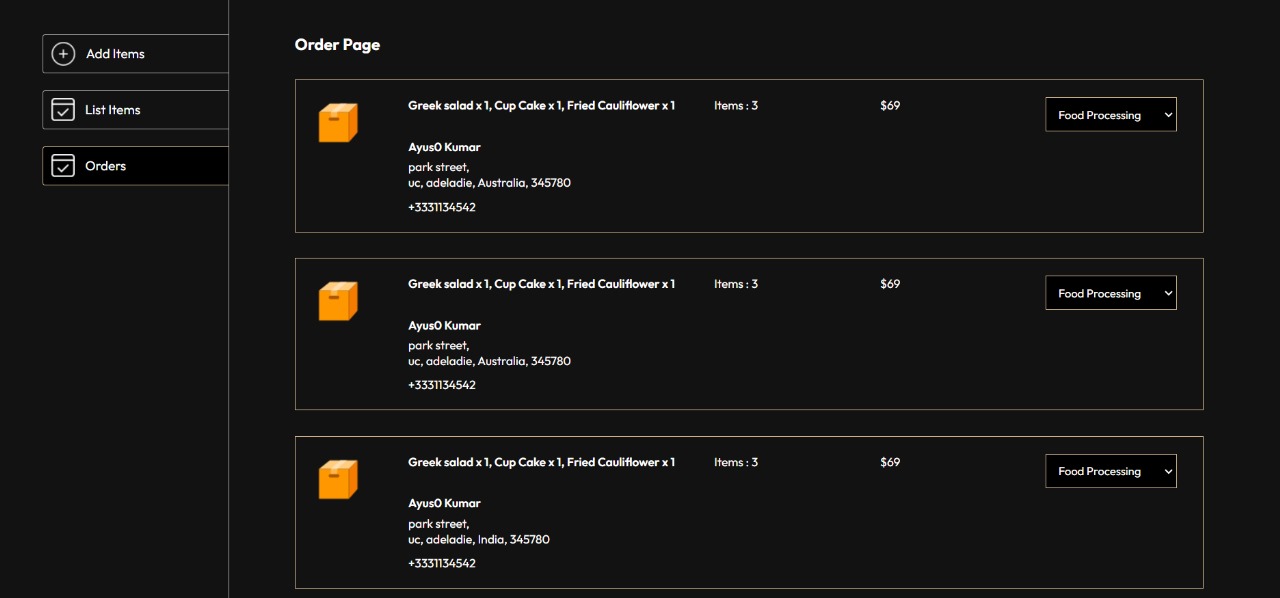 Add Items
List Items
Orders
Order Page
Greek salad x 1, Cup Cake x 1, Fried Cauliflower x 1 Items : 3 $69 Food Processing
Ayus0 Kumar
park street,
uc, adeladie, Australia, 345780
+3331134542
Greek salad x 1, Cup Cake x 1, Fried Cauliflower x 1 Items : 3 $69 Food Processing
Ayus0 Kumar
park street,
uc, adeladie, Australia, 345780
+3331134542
Greek salad x 1, Cup Cake x 1, Fried Cauliflower x 1 Items : 3 $69 Food Processing
Ayus0 Kumar
park street,
uc, adeladie, India, 345780
+3331134542